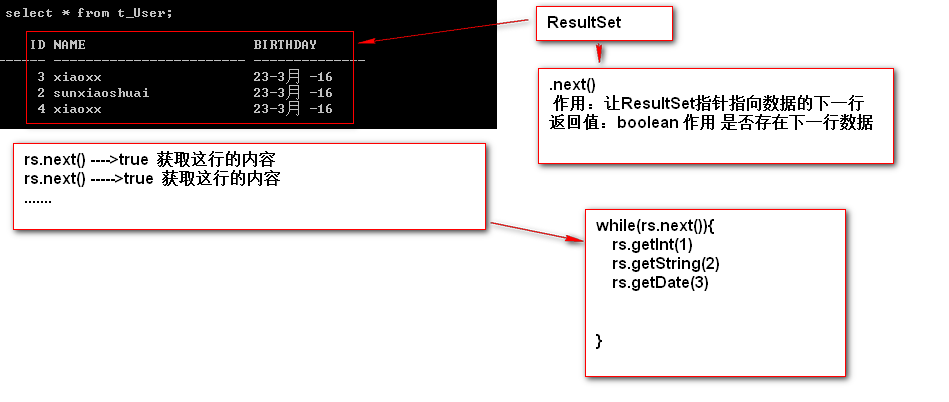 select * from t_User;
ID NAME BIRTHDAY
3 xiaoxx 23-3月 -16
2 sunxiaoshuai 23-3月 -16
4 xiaoxx 23-3月 -16
ResultSet
.next()
作用：让ResultSet指针指向数据的下一行
返回值：boolean 作用 是否存在下一行数据
rs.next() ---->true 获取这行的内容
rs.next() ----->true 获取这行的内容
.......
while(rs.next()){
rs.getInt(1)
rs.getString(2)
rs.getDate(3)
}